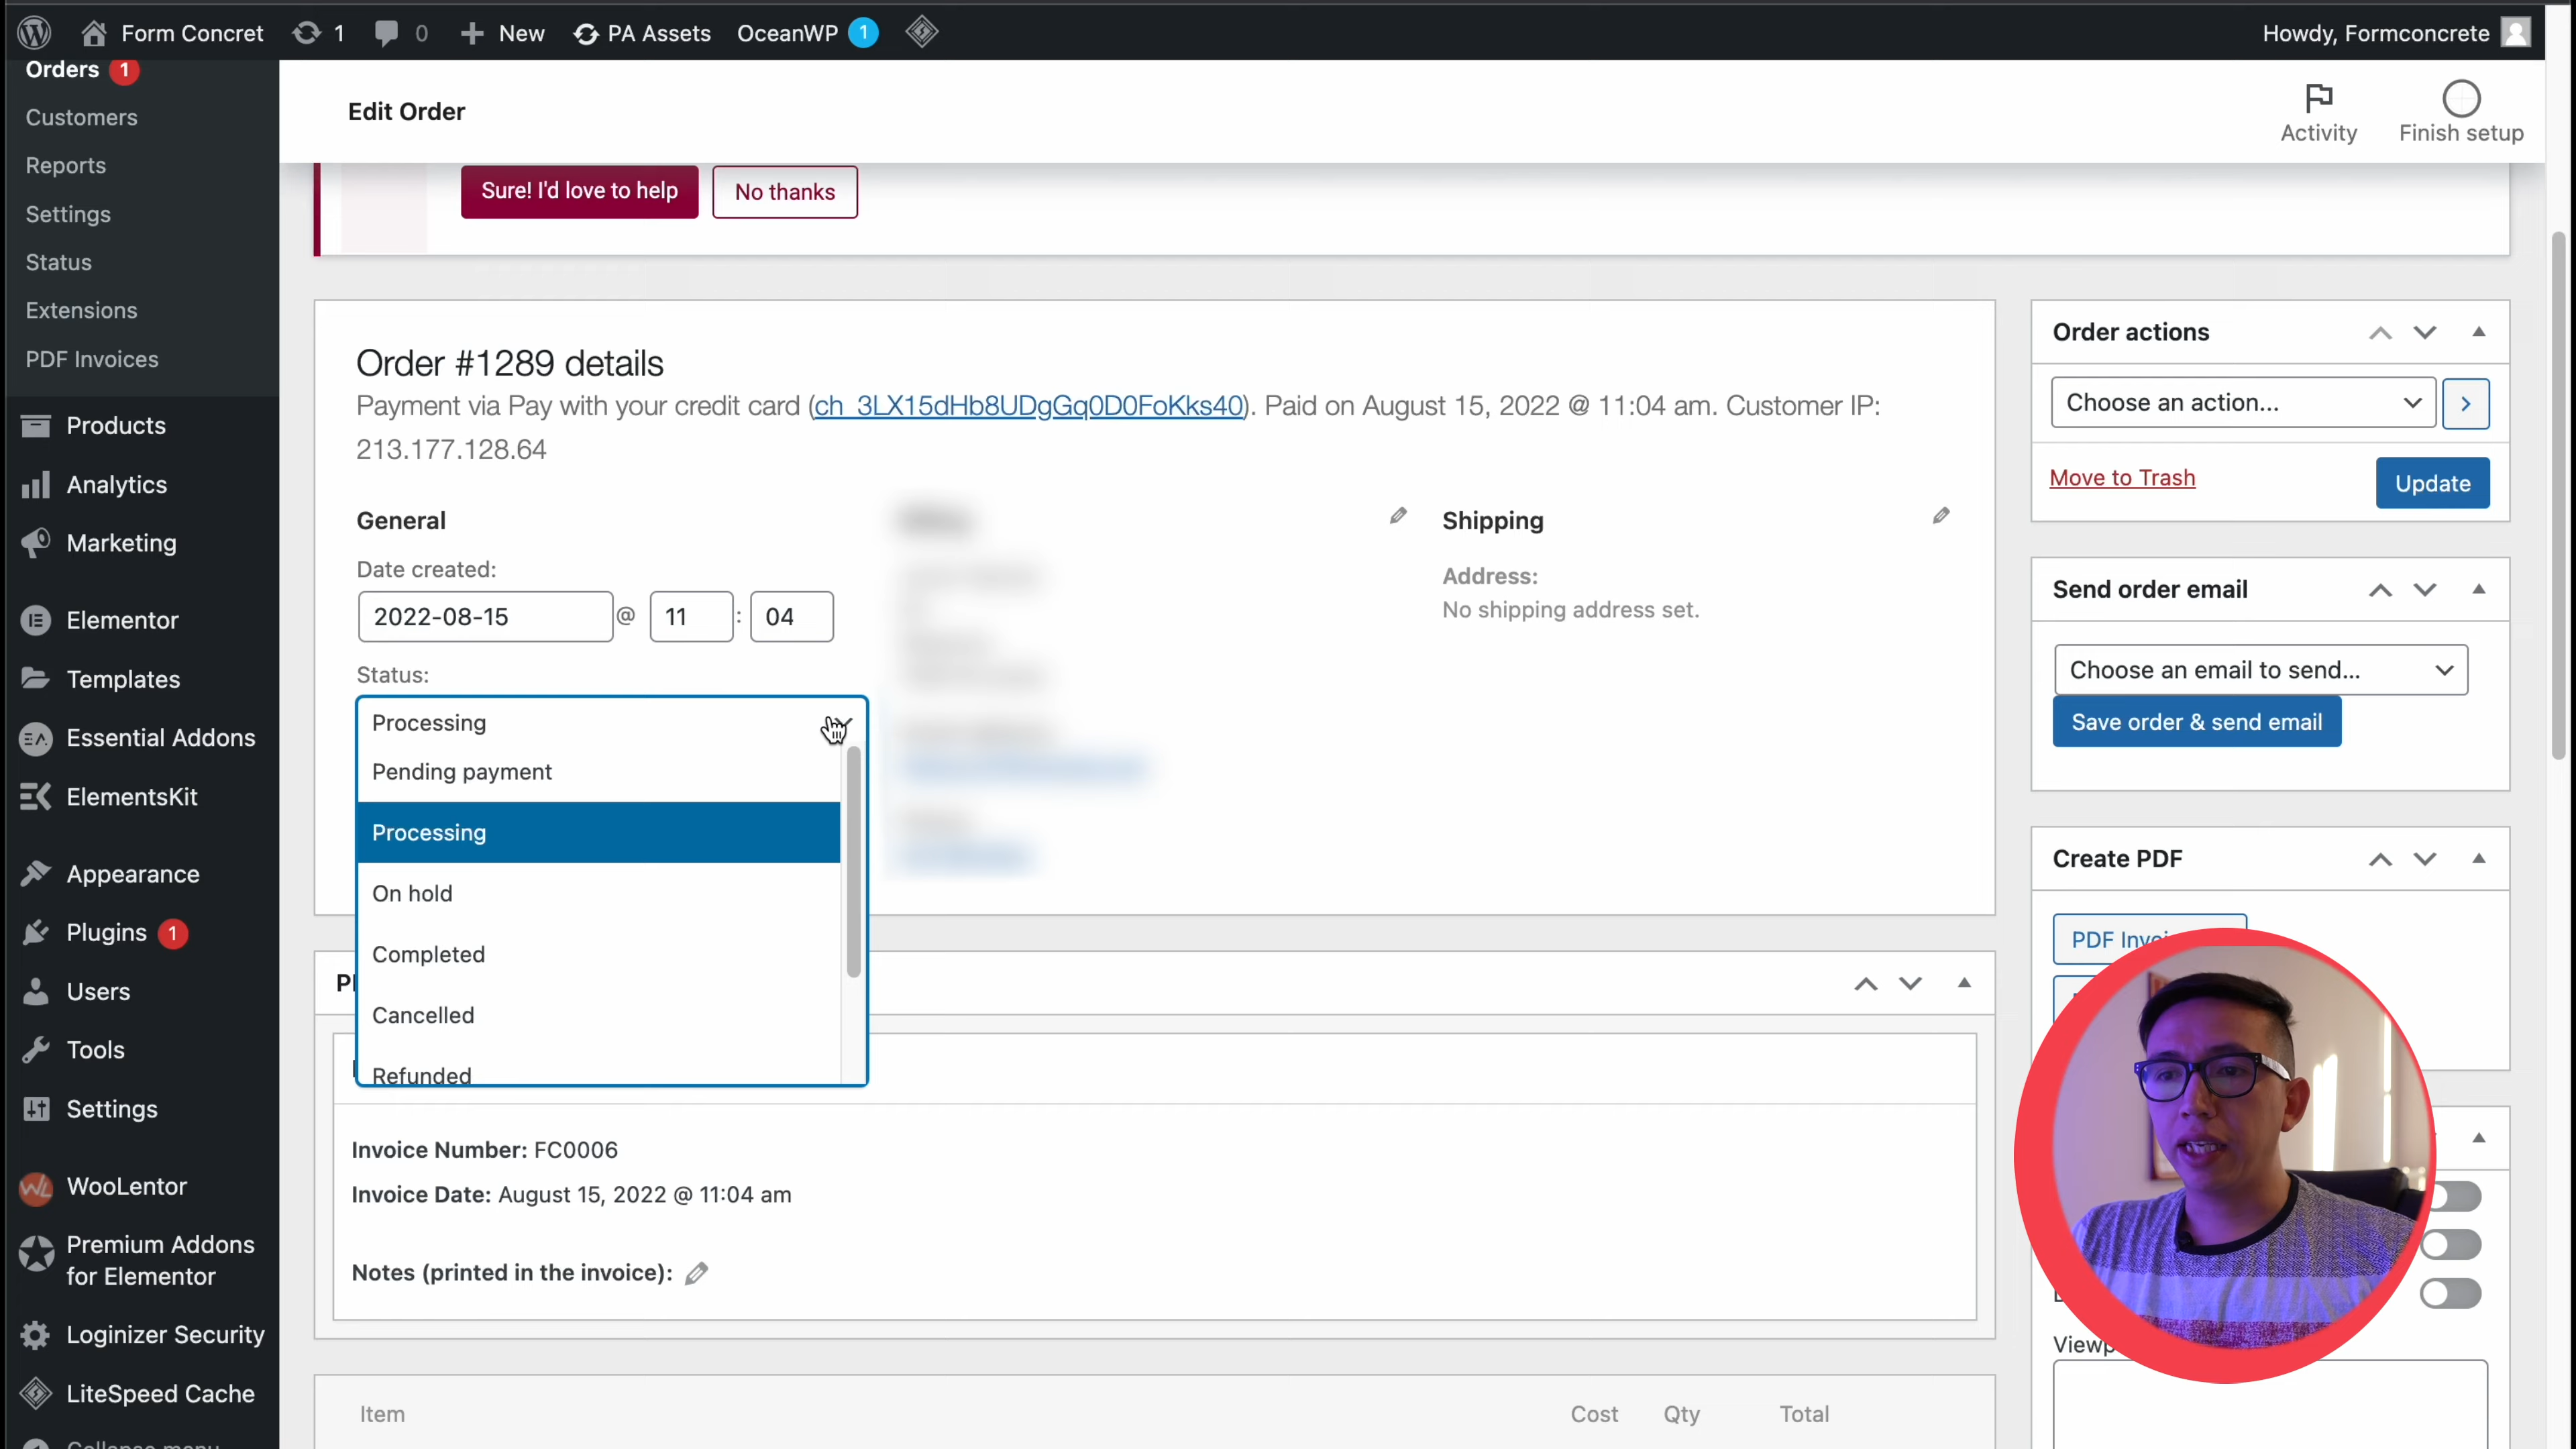 Form Concret 1 0 New PA Assets OceanWP 1 Howdy, Formconcrete
Orders 1
Customers
Reports
Settings
Status
Extensions
PDF Invoices
Products
Analytics
Marketing
Elementor
Templates
Essential Addons
ElementsKit
Appearance
Plugins 1
Users
Tools
Settings
WooLentor
Premium Addons
for Elementor
Loginizer Security
LiteSpeed Cache
Collapse menu
Edit Order
Activity
Finish setup
Sure! I'd love to help
No thanks
Order #1289 details
Payment via Pay with your credit card (ch_3LX15dHb8UDgGq0D0FoKks40). Paid on August 15, 2022 @ 11:04 am. Customer IP:
213.177.128.64
General
Date created:
2022-08-15 @ 11 : 04
Status:
Processing
Pending payment
Processing
On hold
Completed
Cancelled
Refunded
Shipping
Address:
No shipping address set.
Invoice Number: FC0006
Invoice Date: August 15, 2022 @ 11:04 am
Notes (printed in the invoice):
Item Cost Qty Total
Order actions
Choose an action...
Move to Trash
Update
Send order email
Choose an email to send...
Save order & send email
Create PDF
PDF